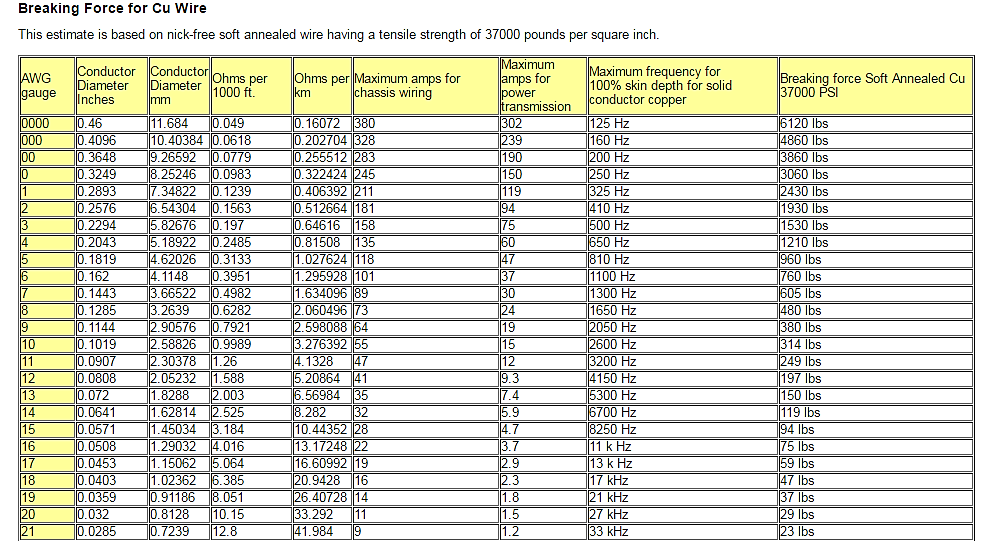 Breaking Force for Cu Wire
This estimate is based on nick-free soft annealed wire having a tensile strength of 37000 pounds per square inch.
AWG gauge	Conductor Diameter Inches	Conductor Diameter mm	Ohms per 1000 ft.	Ohms per km	Maximum amps for chassis wiring	Maximum amps for power transmission	Maximum frequency for 100% skin depth for solid conductor copper	Breaking force Soft Annealed Cu 37000 PSI
0000	0.46	11.684	0.049	0.16072	380	302	125 Hz	6120 lbs
000	0.4096	10.40384	0.0618	0.202704	328	239	160 Hz	4860 lbs
00	0.3648	9.26592	0.0779	0.255512	283	190	200 Hz	3860 lbs
0	0.3249	8.25246	0.0983	0.322424	245	150	250 Hz	3060 lbs
1	0.2893	7.34822	0.1239	0.406392	211	119	325 Hz	2430 lbs
2	0.2576	6.54304	0.1563	0.512664	181	94	410 Hz	1930 lbs
3	0.2294	5.82676	0.197	0.64616	158	75	500 Hz	1530 lbs
4	0.2043	5.18922	0.2485	0.81508	135	60	650 Hz	1210 lbs
5	0.1819	4.62026	0.3133	1.027624	118	47	810 Hz	960 lbs
6	0.162	4.1148	0.3951	1.295928	101	37	1100 Hz	760 lbs
7	0.1443	3.66522	0.4982	1.634096	89	30	1300 Hz	605 lbs
8	0.1285	3.2639	0.6282	2.060496	73	24	1650 Hz	480 lbs
9	0.1144	2.90576	0.7921	2.598088	64	19	2050 Hz	380 lbs
10	0.1019	2.58826	0.9989	3.276392	55	15	2600 Hz	314 lbs
11	0.0907	2.30378	1.26	4.1328	47	12	3200 Hz	249 lbs
12	0.0808	2.05232	1.588	5.20864	41	9.3	4150 Hz	197 lbs
13	0.072	1.8288	2.003	6.56984	35	7.4	5300 Hz	150 lbs
14	0.0641	1.62814	2.525	8.282	32	5.9	6700 Hz	119 lbs
15	0.0571	1.45034	3.184	10.44352	28	4.7	8250 Hz	94 lbs
16	0.0508	1.29032	4.016	13.17248	22	3.7	11 k Hz	75 lbs
17	0.0453	1.15062	5.064	16.60992	19	2.9	13 k Hz	59 lbs
18	0.0403	1.02362	6.385	20.9428	16	2.3	17 kHz	47 lbs
19	0.0359	0.91186	8.051	26.40728	14	1.8	21 kHz	37 lbs
20	0.032	0.8128	10.15	33.292	11	1.5	27 kHz	29 lbs
21	0.0285	0.7239	12.8	41.984	9	1.2	33 kHz	23 lbs